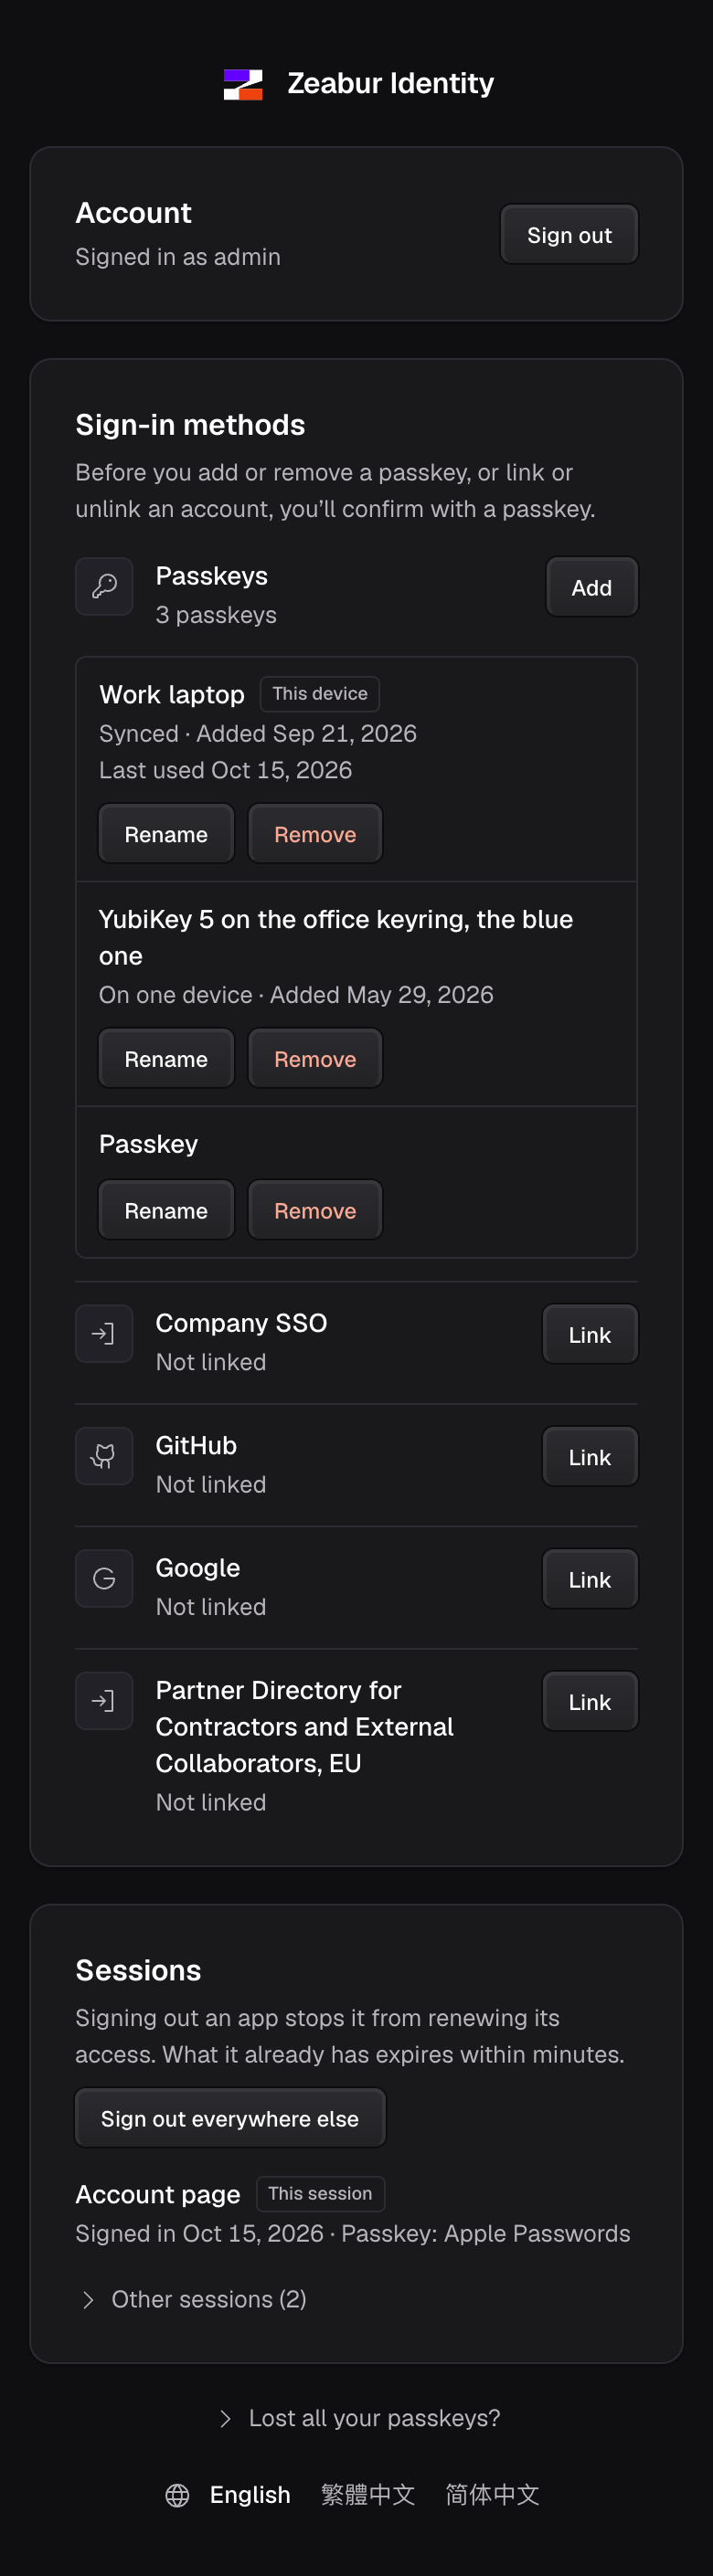 Zeabur Identity
Account
Signed in as admin
Sign out
Sign-in methods
Before you add or remove a passkey, or link or
unlink an account, you’ll confirm with a passkey.
Passkeys
3 passkeys
Add
Work laptop
This device
Synced · Added Sep 21, 2026
Last used Oct 15, 2026
Rename
Remove
YubiKey 5 on the office keyring, the blue
one
On one device · Added May 29, 2026
Rename
Remove
Passkey
Rename
Remove
Company SSO
Not linked
Link
GitHub
Not linked
Link
Google
Not linked
Link
Partner Directory for
Contractors and External
Collaborators, EU
Not linked
Link
Sessions
Signing out an app stops it from renewing its
access. What it already has expires within minutes.
Sign out everywhere else
Account page
This session
Signed in Oct 15, 2026 · Passkey: Apple Passwords
Other sessions (2)
Lost all your passkeys?
English
繁體中文
简体中文